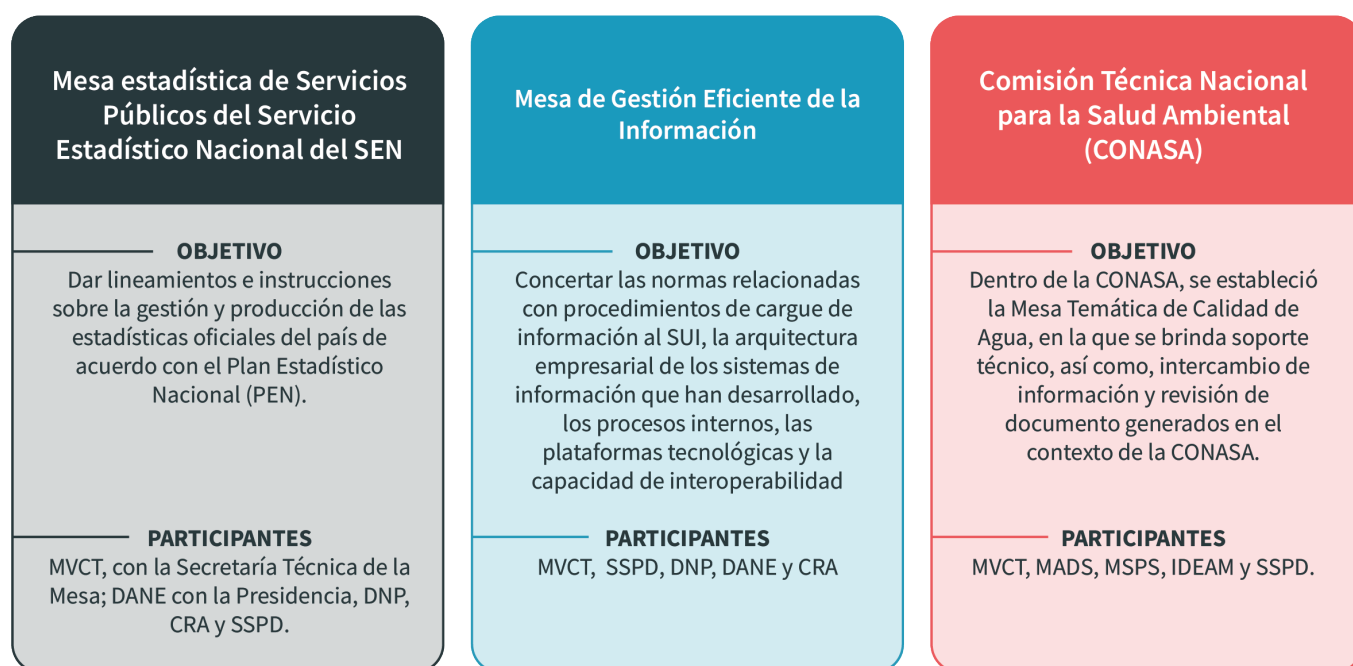 Mesa estadística de Servicios
Públicos del Servicio
Estadístico Nacional del SEN
OBJETIVO
Dar lineamientos e instrucciones
sobre la gestión y producción de las
estadísticas oficiales del país de
acuerdo con el Plan Estadístico
Nacional (PEN).
PARTICIPANTES
MVCT, con la Secretaría Técnica de la
Mesa; DANE con la Presidencia, DNP,
CRA y SSPD.
Mesa de Gestión Eficiente de la
Información
OBJETIVO
Concertar las normas relacionadas
con procedimientos de cargue de
información al SUI, la arquitectura
empresarial de los sistemas de
información que han desarrollado,
los procesos internos, las
plataformas tecnológicas y la
capacidad de interoperabilidad
PARTICIPANTES
MVCT, SSPD, DNP, DANE y CRA
Comisión Técnica Nacional
para la Salud Ambiental
(CONASA)
OBJETIVO
Dentro de la CONASA, se estableció
la Mesa Temática de Calidad de
Agua, en la que se brinda soporte
técnico, así como, intercambio de
información y revisión de
documento generados en el
contexto de la CONASA.
PARTICIPANTES
MVCT, MADS, MSPS, IDEAM y SSPD.